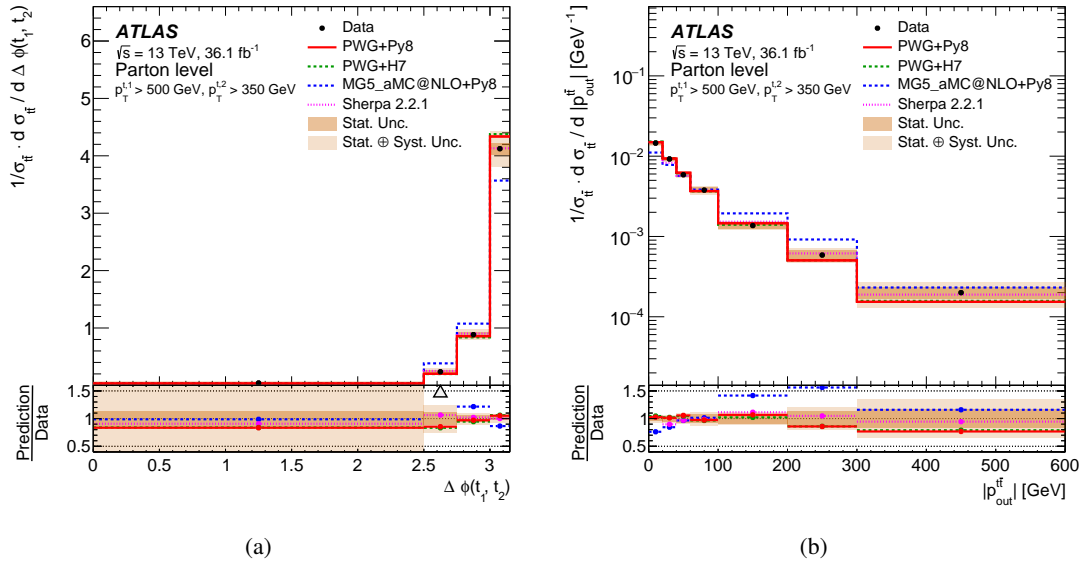 1/σ_tt̄ · d σ_tt̄ / d Δ ϕ(t₁, t₂)
6
5
4
3
2
1
ATLAS
√s = 13 TeV, 36.1 fb⁻¹
Parton level
p_T^{t,1} > 500 GeV, p_T^{t,2} > 350 GeV
Data
PWG+Py8
PWG+H7
MG5_aMC@NLO+Py8
Sherpa 2.2.1
Stat. Unc.
Stat. ⊕ Syst. Unc.
Prediction
Data
1.5
1
0.5
0 0.5 1 1.5 2 2.5 3
Δ ϕ(t₁, t₂)
(a)
1/σ_tt̄ · d σ_tt̄ / d |p_out^tt̄| [GeV⁻¹]
10⁻¹
10⁻²
10⁻³
10⁻⁴
ATLAS
√s = 13 TeV, 36.1 fb⁻¹
Parton level
p_T^{t,1} > 500 GeV, p_T^{t,2} > 350 GeV
Data
PWG+Py8
PWG+H7
MG5_aMC@NLO+Py8
Sherpa 2.2.1
Stat. Unc.
Stat. ⊕ Syst. Unc.
Prediction
Data
1.5
1
0.5
0 100 200 300 400 500 600
|p_out^tt̄| [GeV]
(b)